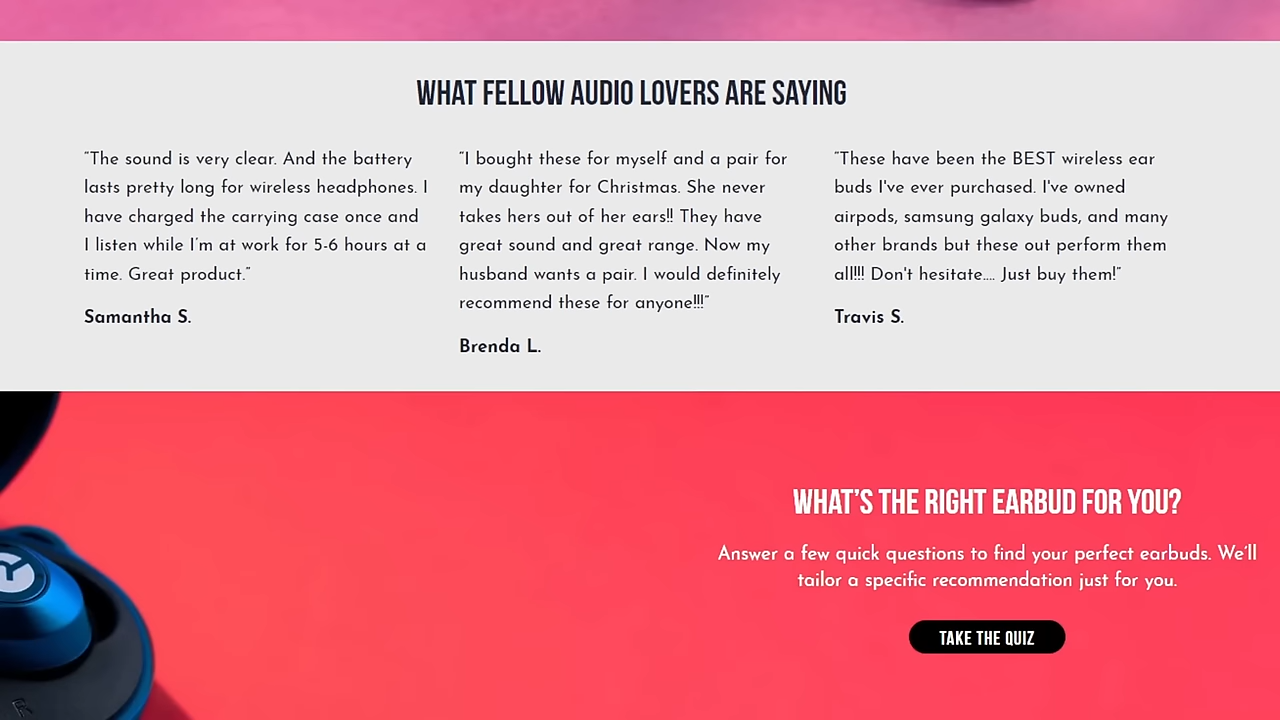 WHAT FELLOW AUDIO LOVERS ARE SAYING
“The sound is very clear. And the battery
lasts pretty long for wireless headphones. I
have charged the carrying case once and
I listen while I’m at work for 5-6 hours at a
time. Great product.”
Samantha S.
“I bought these for myself and a pair for
my daughter for Christmas. She never
takes hers out of her ears!! They have
great sound and great range. Now my
husband wants a pair. I would definitely
recommend these for anyone!!!”
Brenda L.
“These have been the BEST wireless ear
buds I've ever purchased. I've owned
airpods, samsung galaxy buds, and many
other brands but these out perform them
all!!! Don't hesitate.... Just buy them!”
Travis S.
WHAT’S THE RIGHT EARBUD FOR YOU?
Answer a few quick questions to find your perfect earbuds. We’ll
tailor a specific recommendation just for you.
TAKE THE QUIZ
R